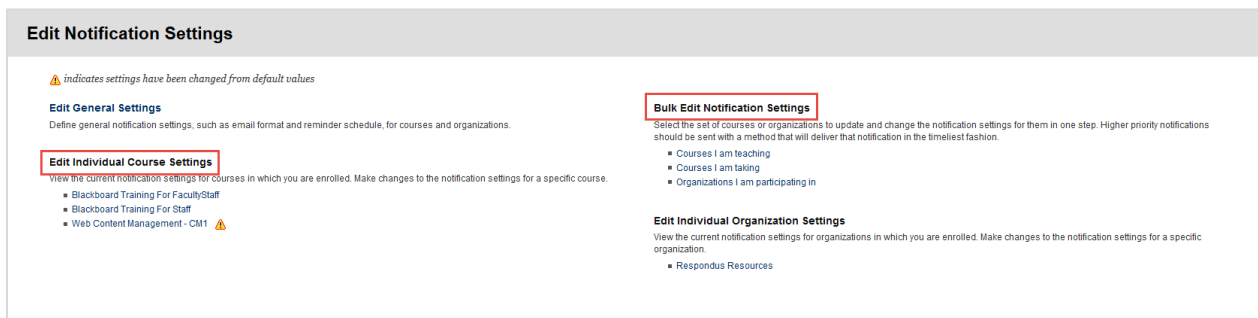 Edit Notification Settings
indicates settings have been changed from default values
Edit General Settings
Define general notification settings, such as email format and reminder schedule, for courses and organizations.
Edit Individual Course Settings
View the current notification settings for courses in which you are enrolled. Make changes to the notification settings for a specific course.
Blackboard Training For FacultyStaff
Blackboard Training For Staff
Web Content Management - CM1
Bulk Edit Notification Settings
Select the set of courses or organizations to update and change the notification settings for them in one step. Higher priority notifications
should be sent with a method that will deliver that notification in the timeliest fashion.
Courses I am teaching
Courses I am taking
Organizations I am participating in
Edit Individual Organization Settings
View the current notification settings for organizations in which you are enrolled. Make changes to the notification settings for a specific
organization.
Respondus Resources